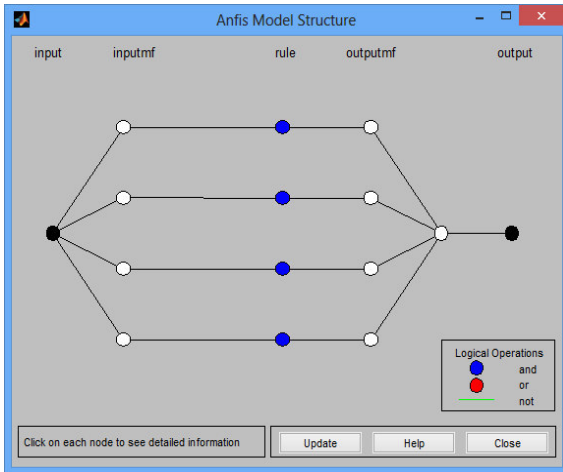 Anfis Model Structure
input inputmf rule outputmf output
Logical Operations
and
or
not
Click on each node to see detailed information
Update Help Close